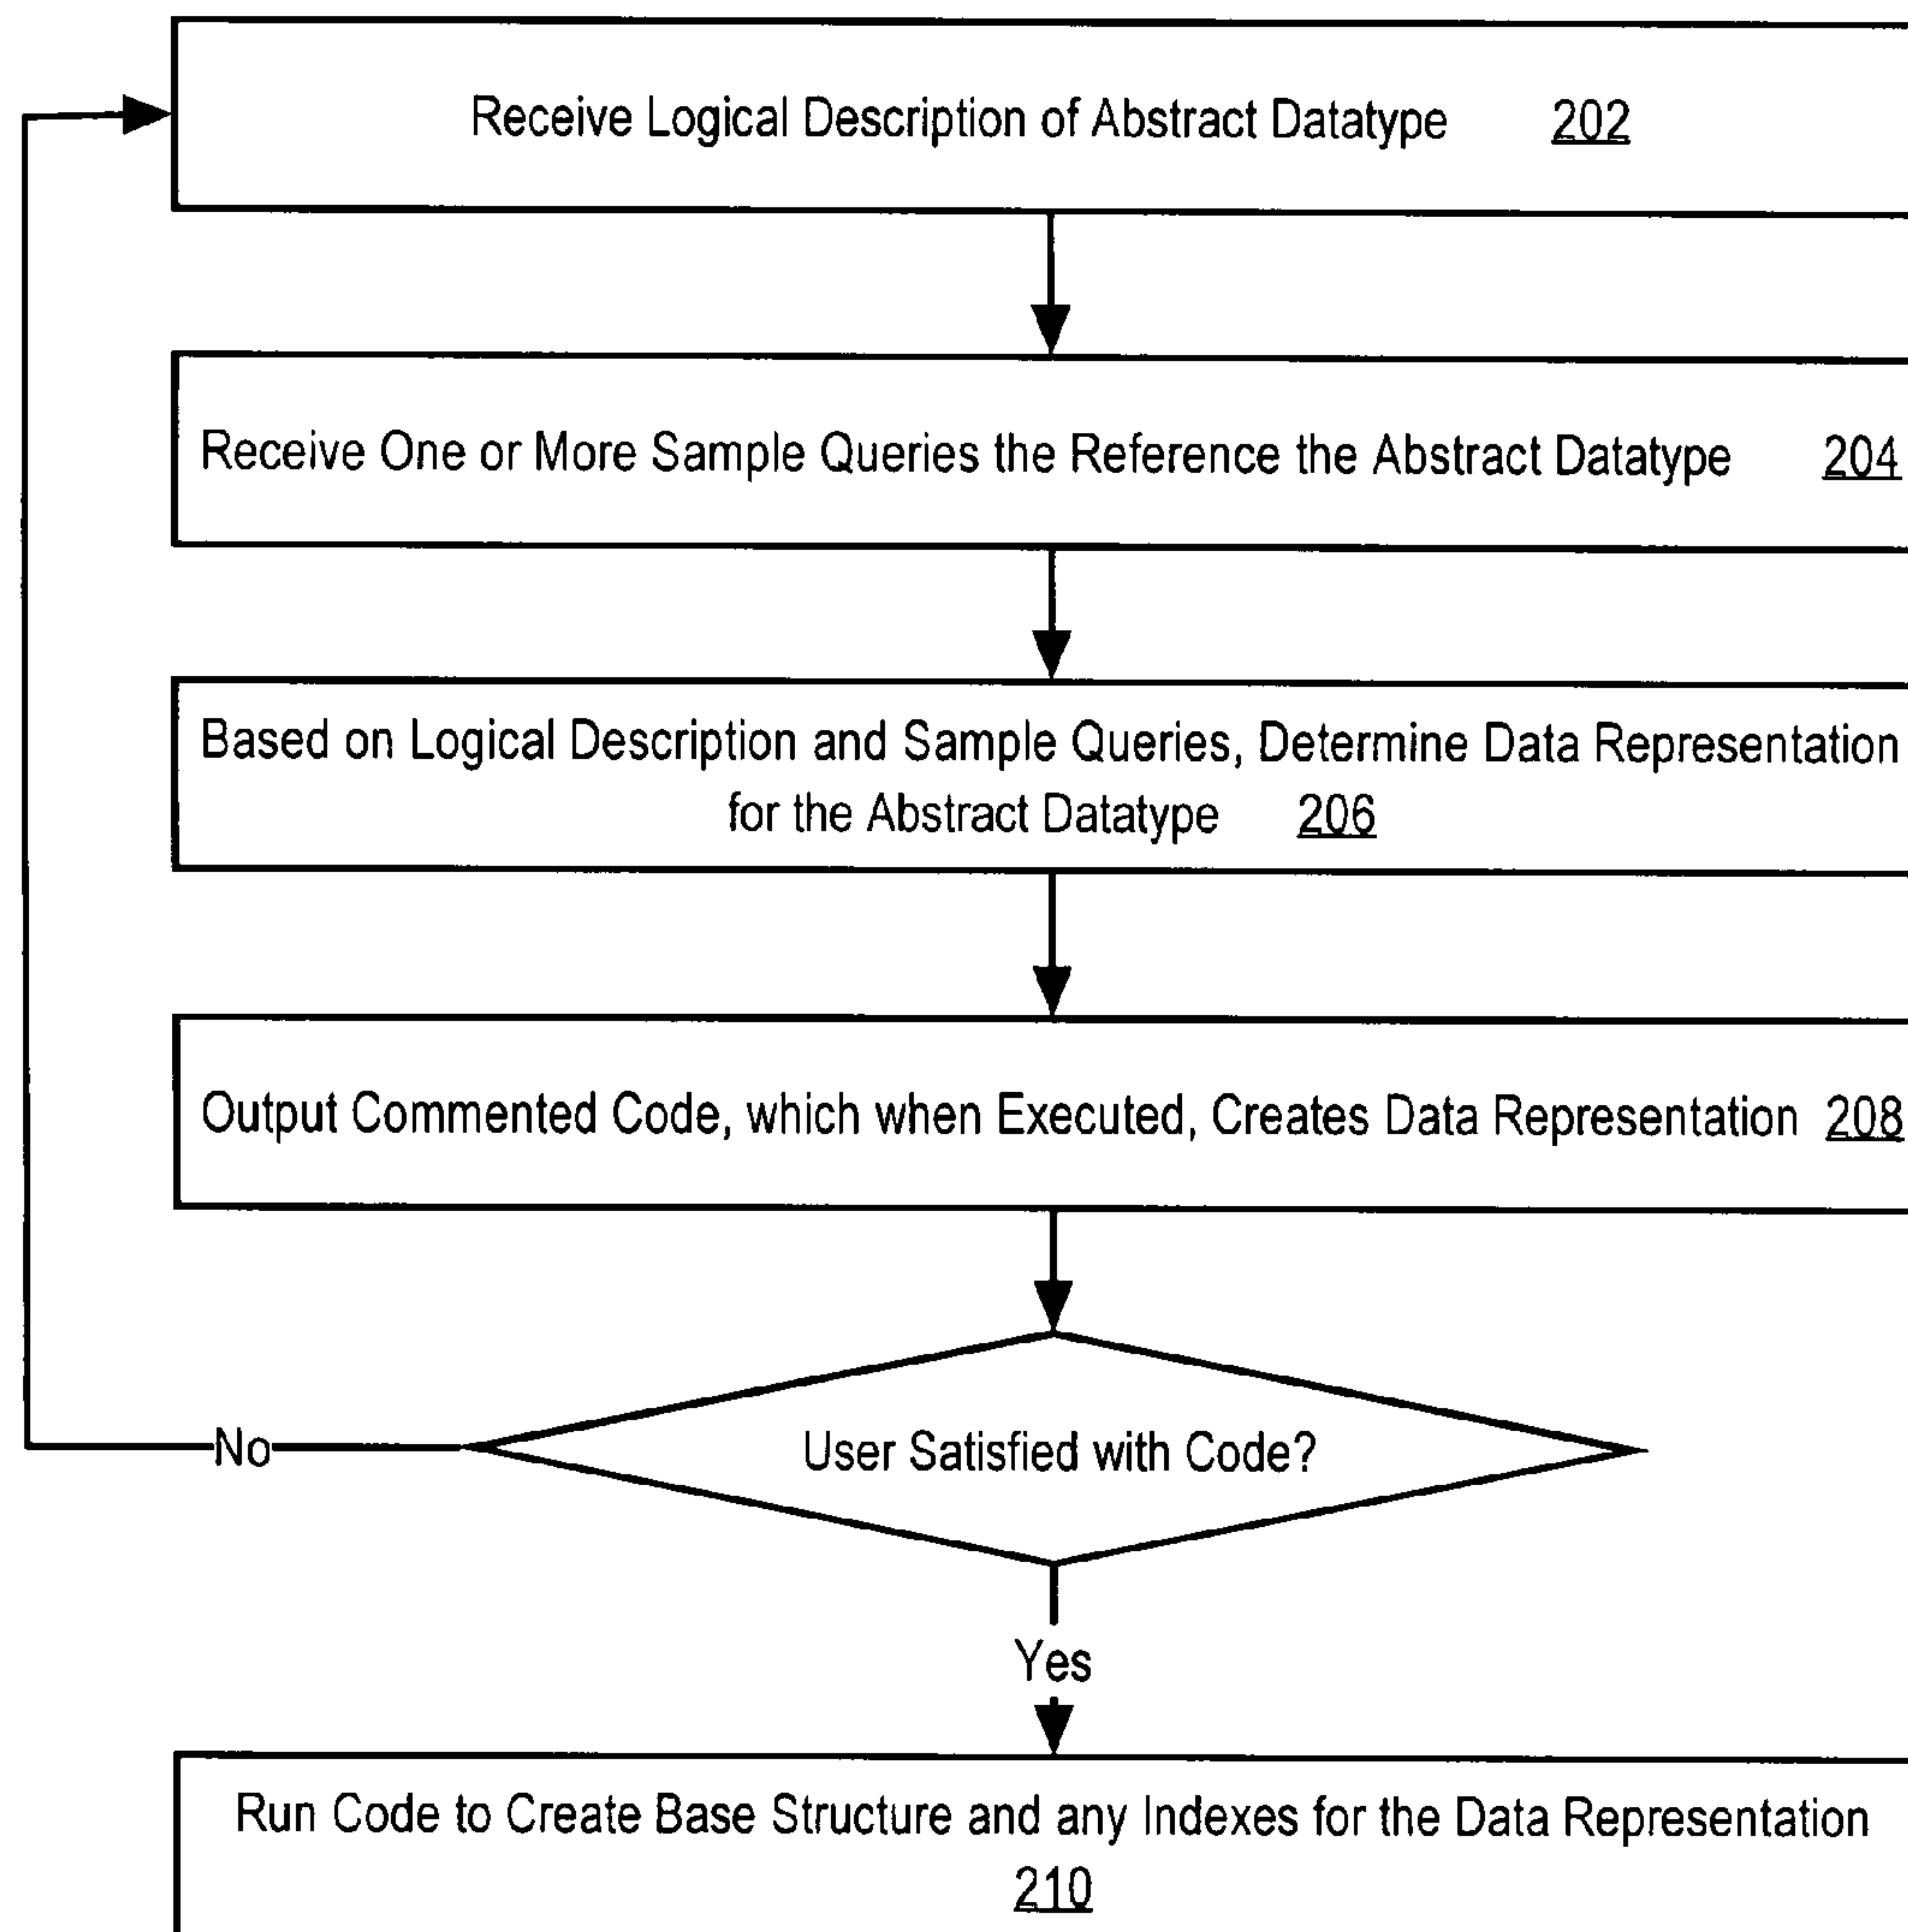 Receive Logical Description of Abstract Datatype 202
Receive One or More Sample Queries the Reference the Abstract Datatype 204
Based on Logical Description and Sample Queries, Determine Data Representation
for the Abstract Datatype 206
Output Commented Code, which when Executed, Creates Data Representation 208
No
User Satisfied with Code?
Yes
Run Code to Create Base Structure and any Indexes for the Data Representation
210